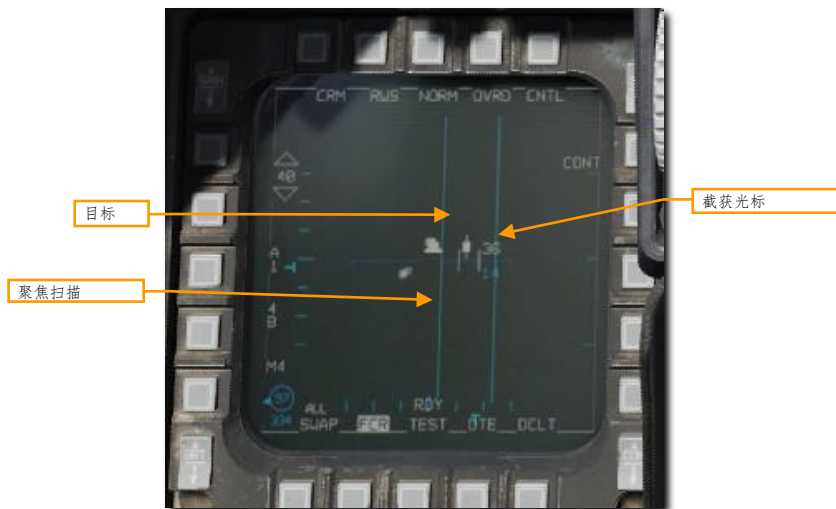 CRM RWS NORM OVRD CNTL
40
CONT
目标
截获光标
36
14
A
1
聚焦扫描
4
B
M4
ALL
RDY
SWAP FCR TEST DTE DCLT